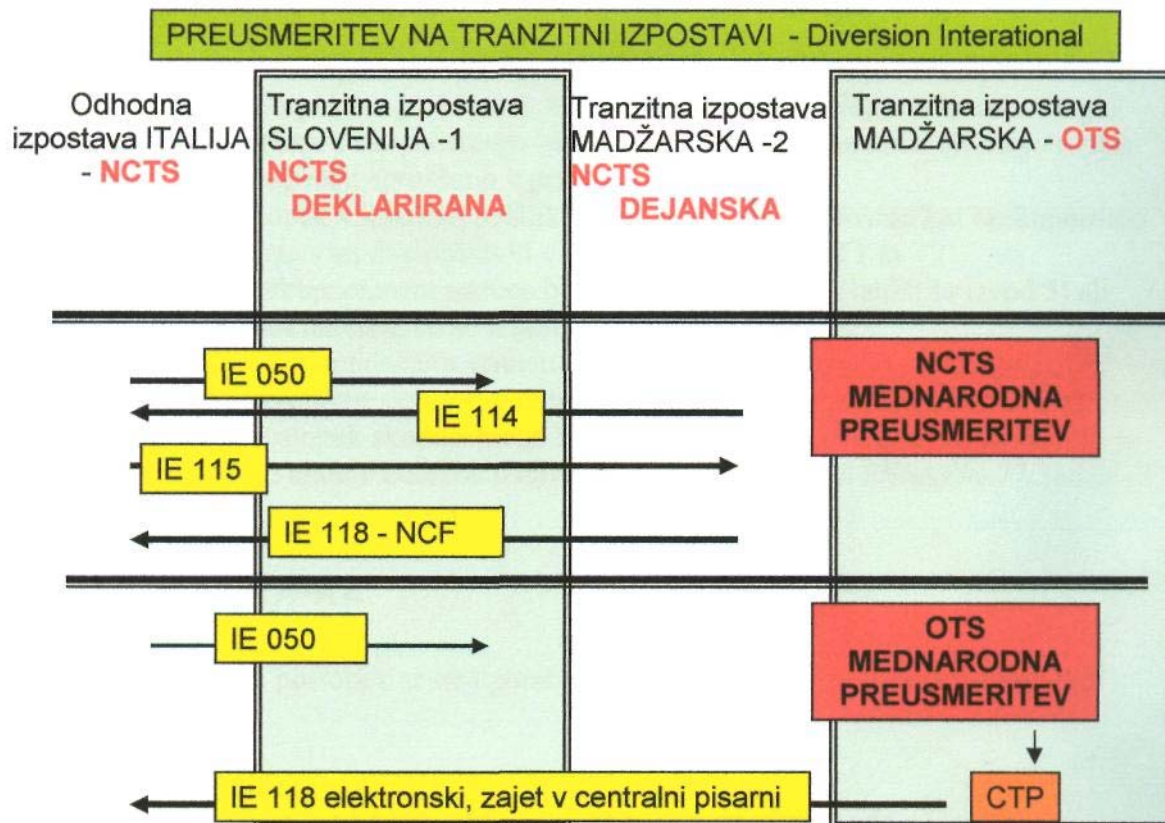 PREUSMERITEV NA TRANZITNI IZPOSTAVI - Diversion Interational
Odhodna
izpostava ITALIJA
- NCTS
Tranzitna izpostava
SLOVENIJA -1
NCTS
DEKLARIRANA
Tranzitna izpostava
MADŽARSKA -2
NCTS
DEJANSKA
Tranzitna izpostava
MADŽARSKA - OTS
IE 050
IE 114
IE 115
IE 118 - NCF
NCTS
MEDNARODNA
PREUSMERITEV
IE 050
OTS
MEDNARODNA
PREUSMERITEV
IE 118 elektronski, zajet v centralni pisarni
CTP